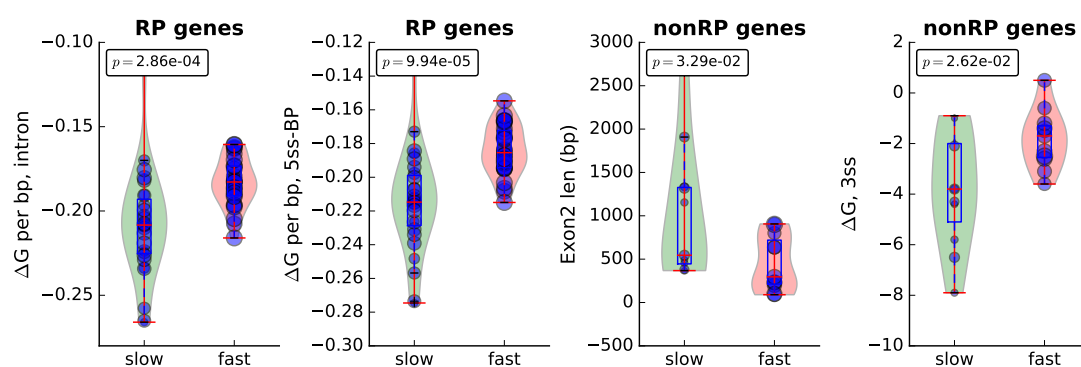 RP genes
p = 2.86e-04
ΔG per bp, intron
−0.10
−0.15
−0.20
−0.25
slow
fast
RP genes
p = 9.94e-05
ΔG per bp, 5ss-BP
−0.12
−0.14
−0.16
−0.18
−0.20
−0.22
−0.24
−0.26
−0.28
−0.30
slow
fast
nonRP genes
p = 3.29e-02
Exon2 len (bp)
3000
2500
2000
1500
1000
500
0
−500
slow
fast
nonRP genes
p = 2.62e-02
ΔG, 3ss
2
0
−2
−4
−6
−8
−10
slow
fast